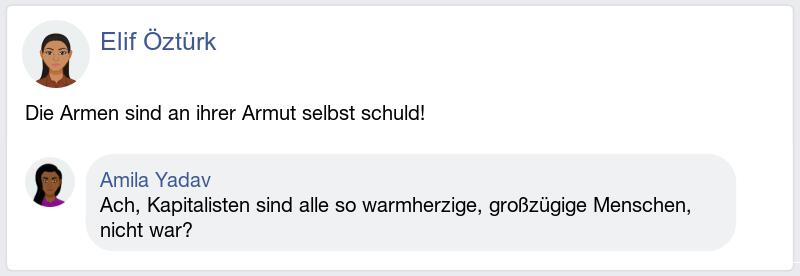 Elif Öztürk
Die Armen sind an ihrer Armut selbst schuld!
Amila Yadav
Ach, Kapitalisten sind alle so warmherzige, großzügige Menschen,
nicht war?